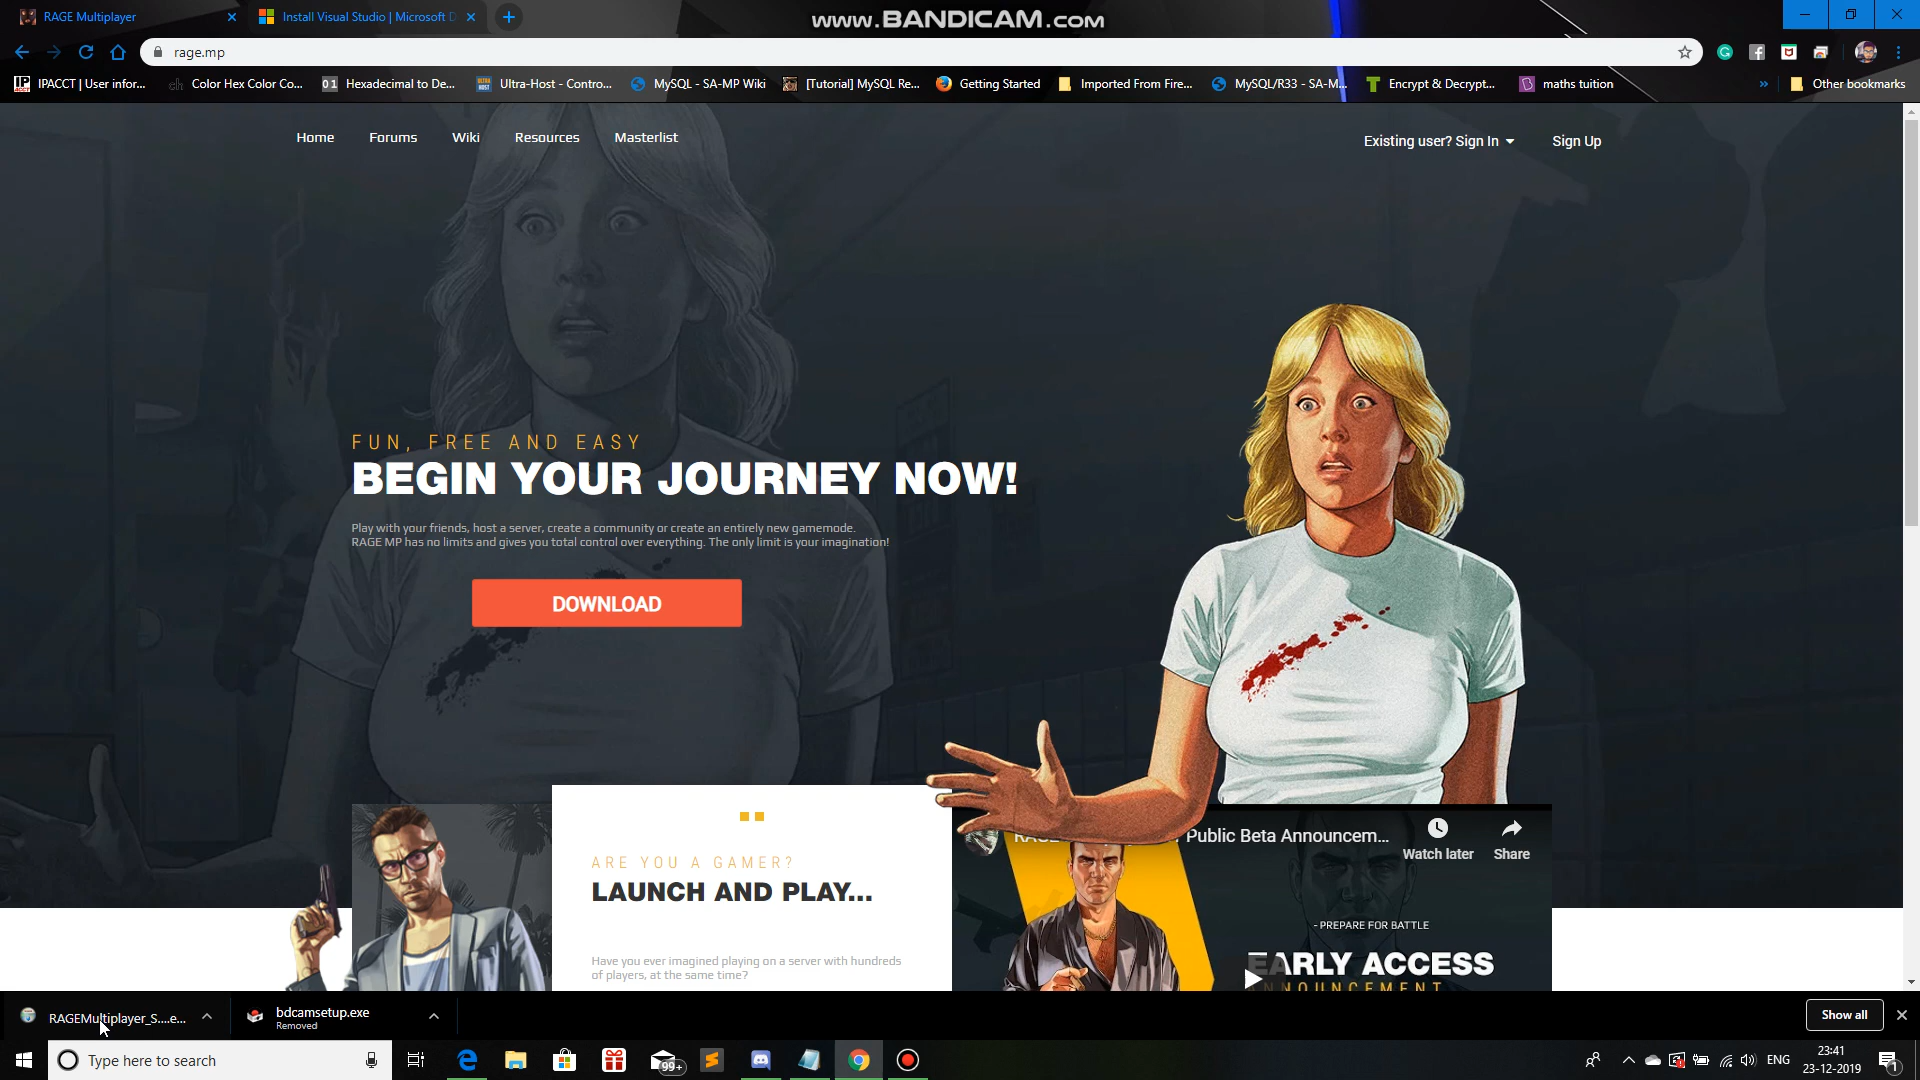 RAGE Multiplayer
Install Visual Studio | Microsoft D
www.BANDICAM.com
rage.mp
IPACCT | User infor...
Color Hex Color Co...
Hexadecimal to De...
Ultra-Host - Contro...
MySQL - SA-MP Wiki
[Tutorial] MySQL Re...
Getting Started
Imported From Fire...
MySQL/R33 - SA-M...
Encrypt & Decrypt...
maths tuition
»
Other bookmarks
Home
Forums
Wiki
Resources
Masterlist
Existing user? Sign In
Sign Up
FUN, FREE AND EASY
BEGIN YOUR JOURNEY NOW!
Play with your friends, host a server, create a community or create an entirely new gamemode.
RAGE MP has no limits and gives you total control over everything. The only limit is your imagination!
DOWNLOAD
ARE YOU A GAMER?
LAUNCH AND PLAY...
Have you ever imagined playing on a server with hundreds
of players, at the same time?
Public Beta Announcem...
Watch later
Share
- PREPARE FOR BATTLE
EARLY ACCESS
ANNOUNCEMENT
RAGEMultiplayer_S....e...
bdcamsetup.exe
Removed
Show all
Type here to search
99+
ENG
23:41
23-12-2019
1